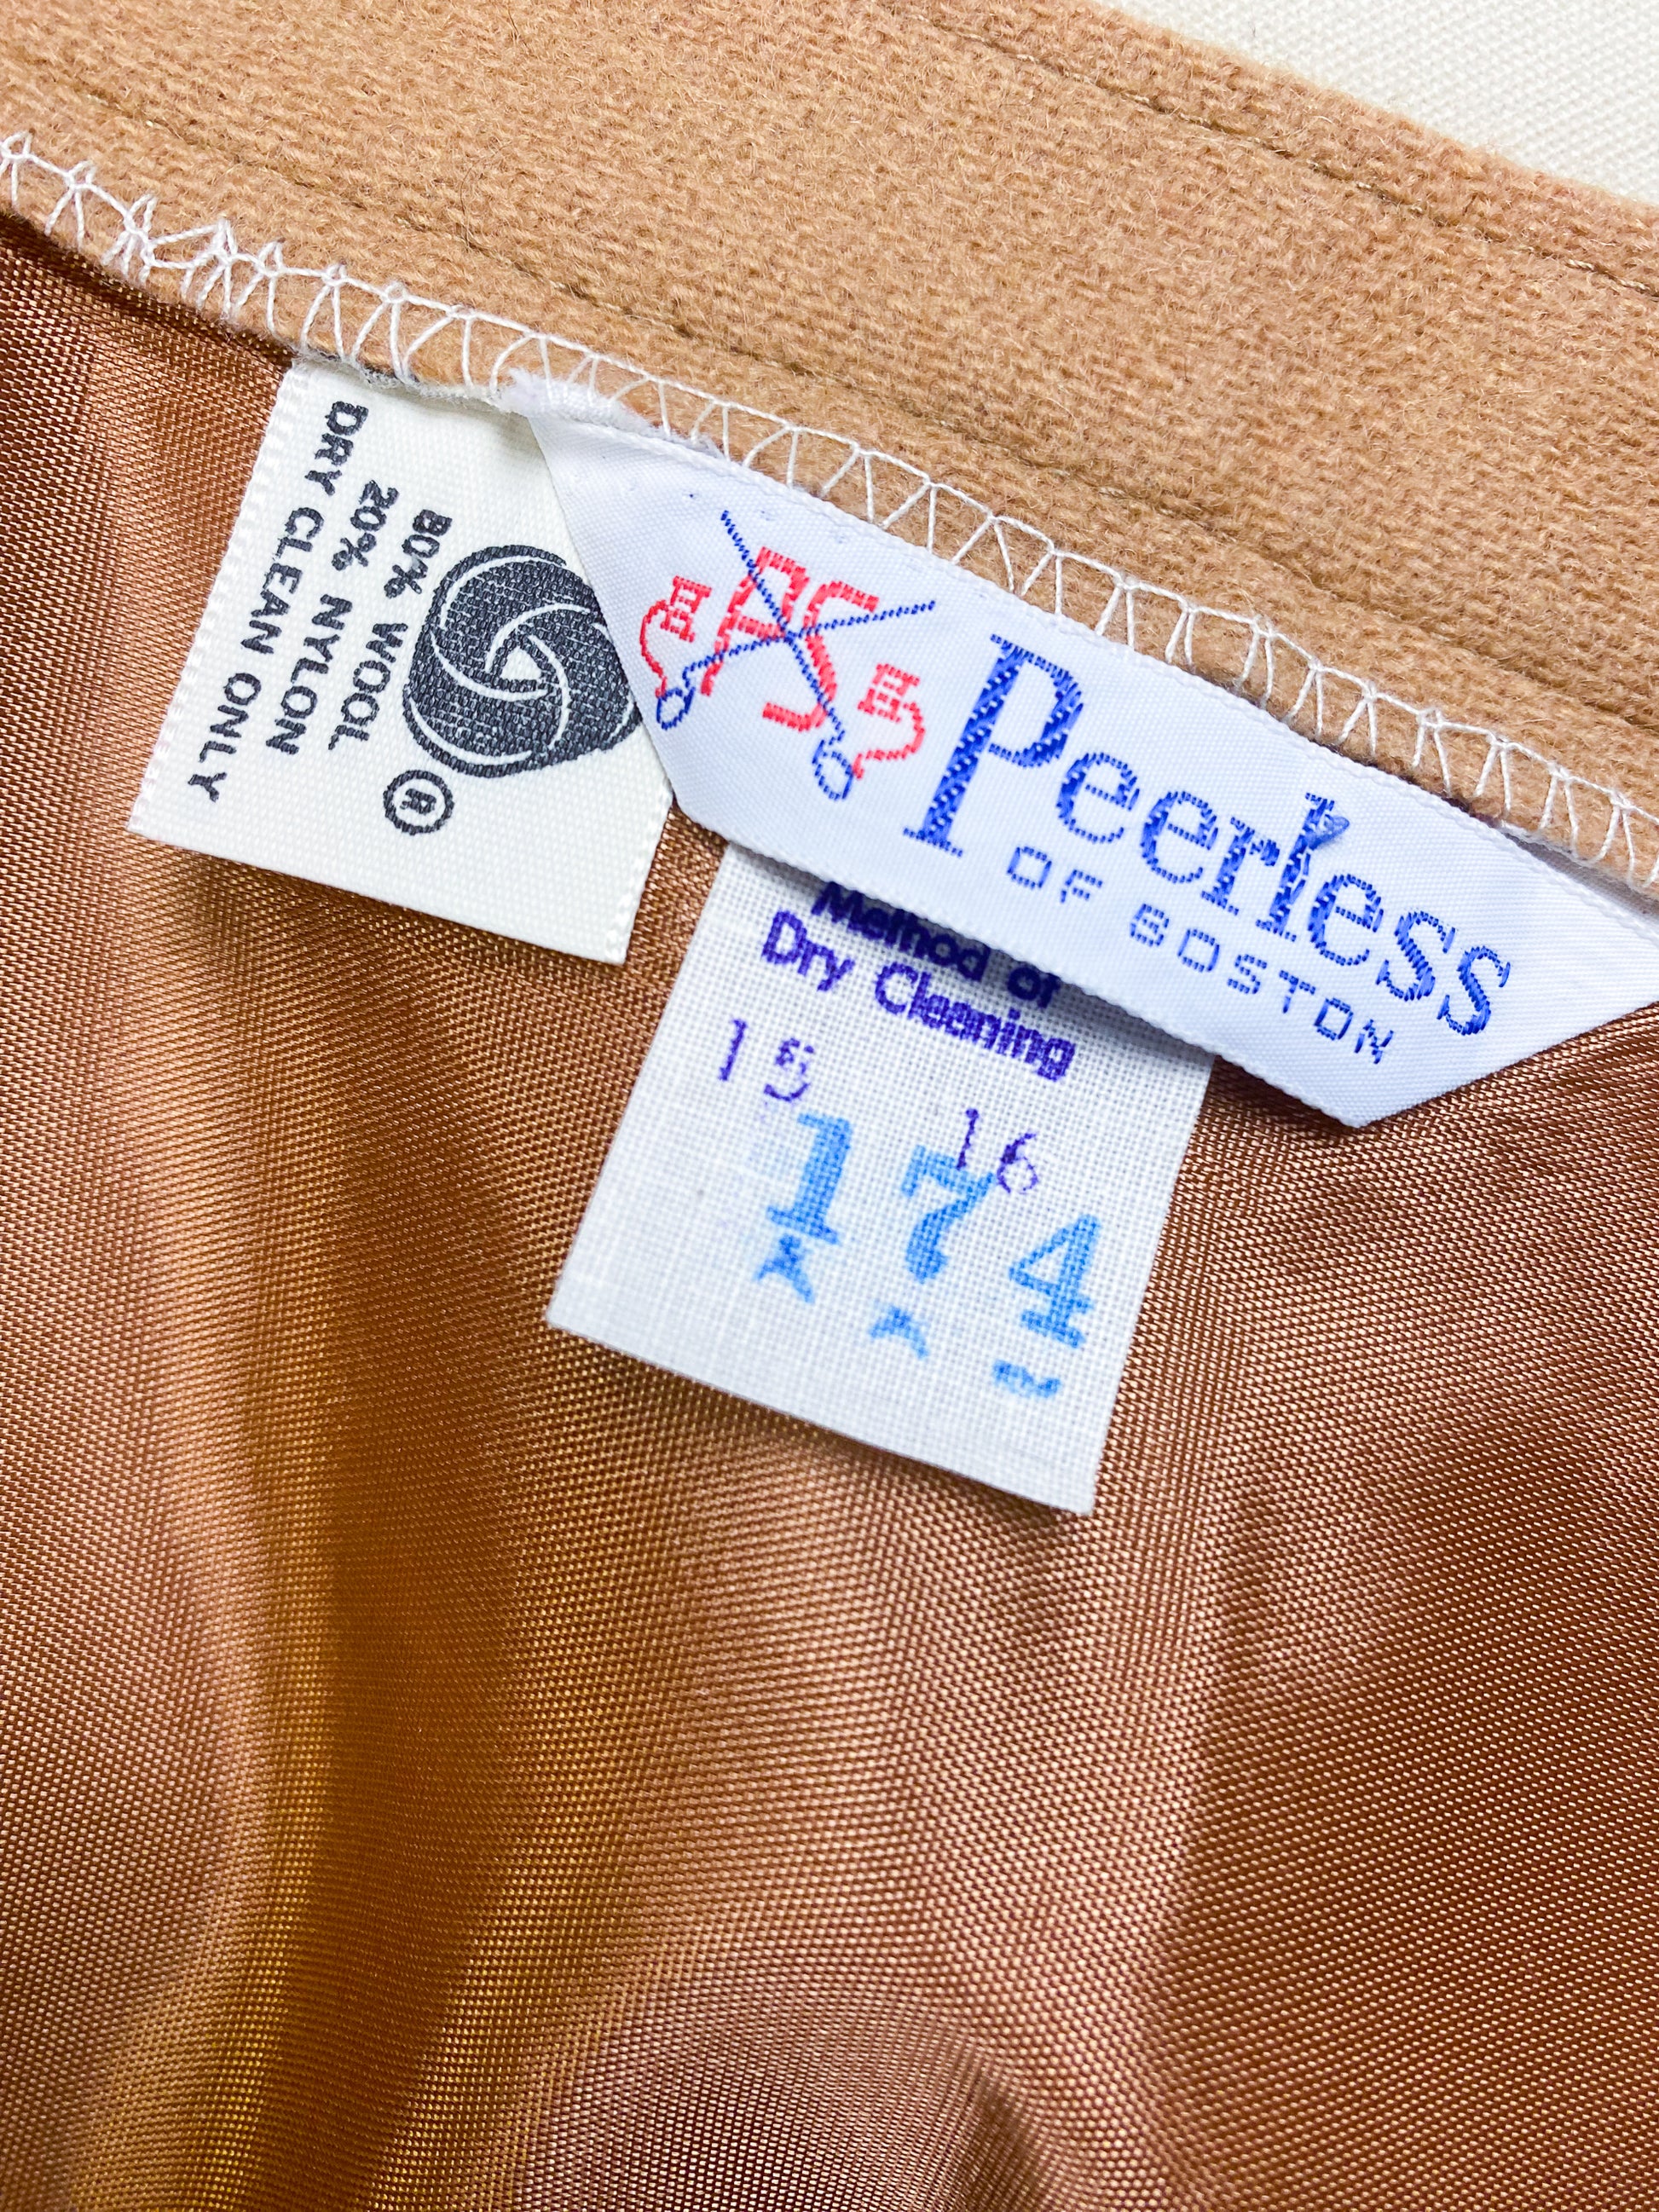 80% WOOL
20% NYLON
DRY CLEAN ONLY
®
Peerless
OF BOSTON
Method of
Dry Cleaning
15
16
174